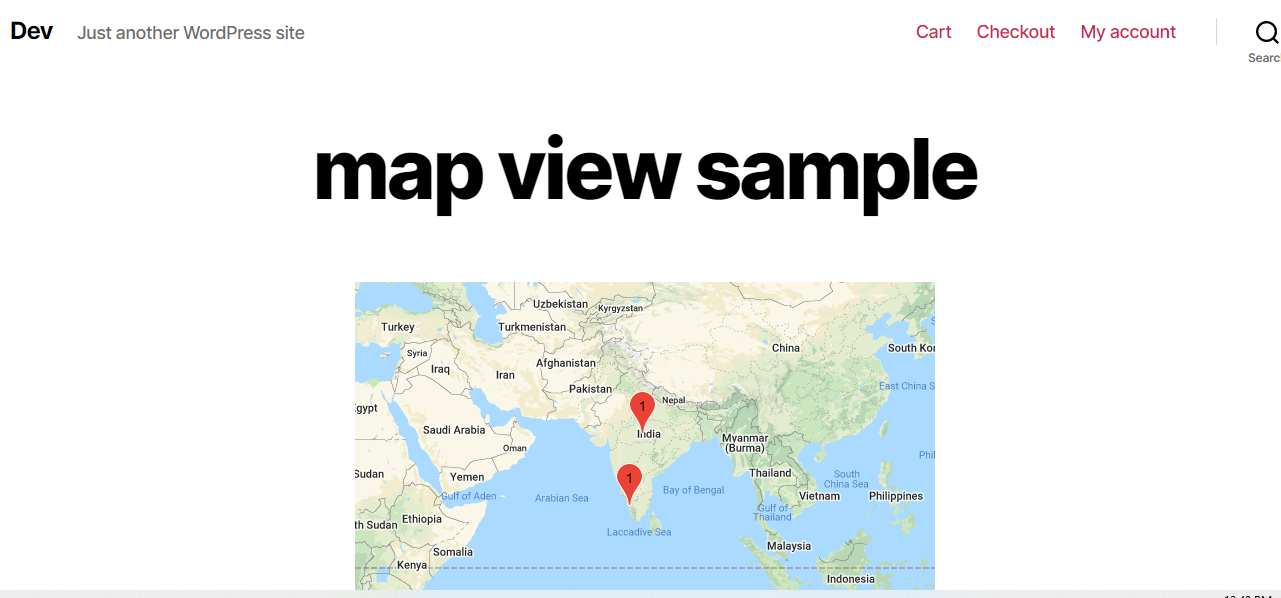 Dev Just another WordPress site Cart Checkout My account
Searc
map view sample
Uzbekistan Kyrgyzstan
Turkey Turkmenistan
China South Kor
Syria
Afghanistan
Iraq Iran
East China S
Pakistan
Nepal
1
gypt
India
Saudi Arabia
Oman
Myanmar
(Burma)
Phil
Sudan
Yemen
1
Thailand
South
China Sea
Gulf of Aden Arabian Sea Bay of Bengal
Vietnam Philippines
Gulf of
Thailand
th Sudan Ethiopia
Laccadive Sea
Somalia
Malaysia
Kenya
Indonesia